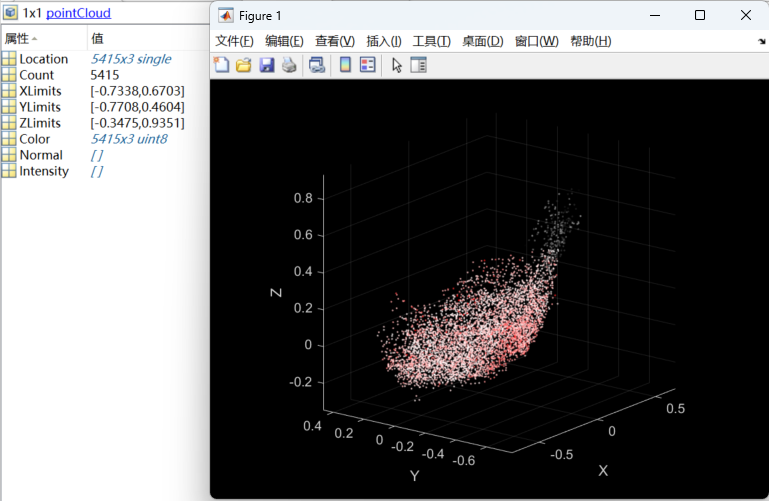 1x1 pointCloud
属性 值
Location 5415x3 single
Count 5415
XLimits [-0.7338,0.6703]
YLimits [-0.7708,0.4604]
ZLimits [-0.3475,0.9351]
Color 5415x3 uint8
Normal []
Intensity []
Figure 1
文件(F) 编辑(E) 查看(V) 插入(I) 工具(T) 桌面(D) 窗口(W) 帮助(H)
0.8
0.6
0.4
0.2
0
-0.2
Z
0.4 0.2 0 -0.2 -0.4 -0.6
Y
-0.5 0 0.5
X